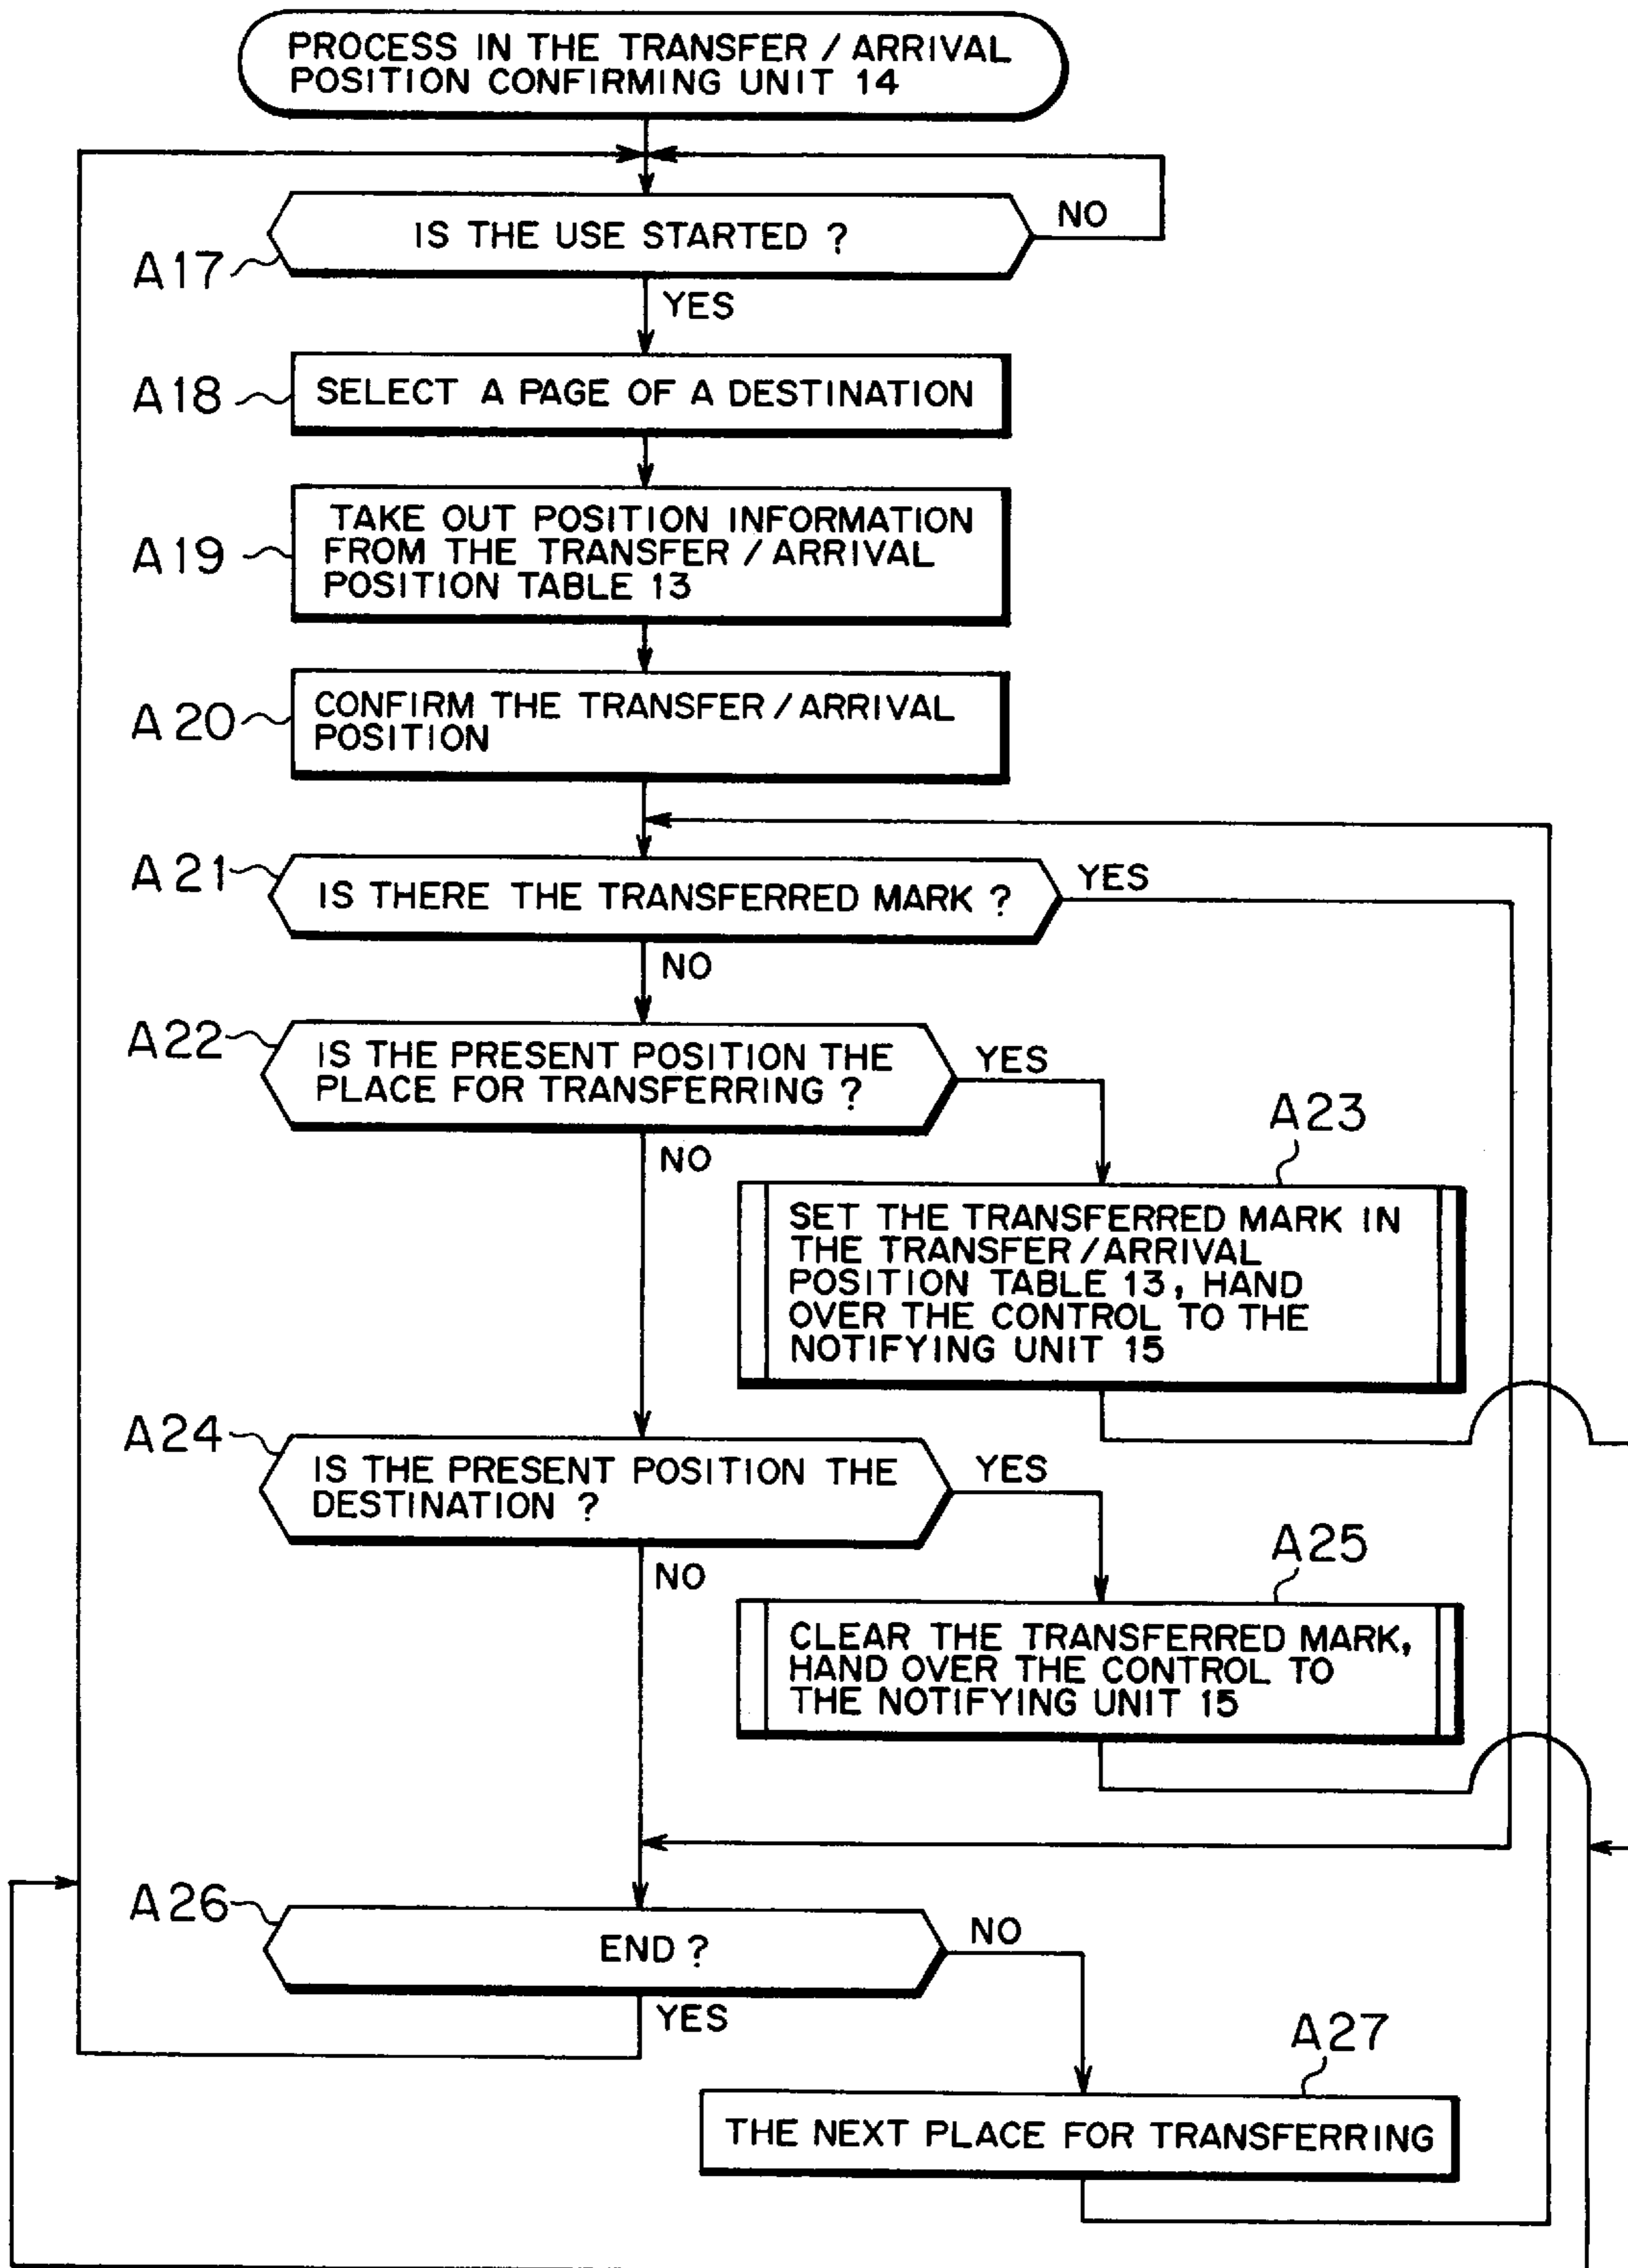 PROCESS IN THE TRANSFER / ARRIVAL
POSITION CONFIRMING UNIT 14
IS THE USE STARTED ?
NO
A17
YES
A18
SELECT A PAGE OF A DESTINATION
TAKE OUT POSITION INFORMATION
A19
FROM THE TRANSFER / ARRIVAL
POSITION TABLE 13
A20
CONFIRM THE TRANSFER / ARRIVAL
POSITION
A21
IS THERE THE TRANSFERRED MARK ?
YES
NO
A22
IS THE PRESENT POSITION THE
PLACE FOR TRANSFERRING ?
YES
NO
A23
SET THE TRANSFERRED MARK IN
THE TRANSFER / ARRIVAL
POSITION TABLE 13, HAND
OVER THE CONTROL TO THE
NOTIFYING UNIT 15
A24
IS THE PRESENT POSITION THE
DESTINATION ?
YES
NO
A25
CLEAR THE TRANSFERRED MARK,
HAND OVER THE CONTROL TO
THE NOTIFYING UNIT 15
A26
END ?
NO
YES
A27
THE NEXT PLACE FOR TRANSFERRING